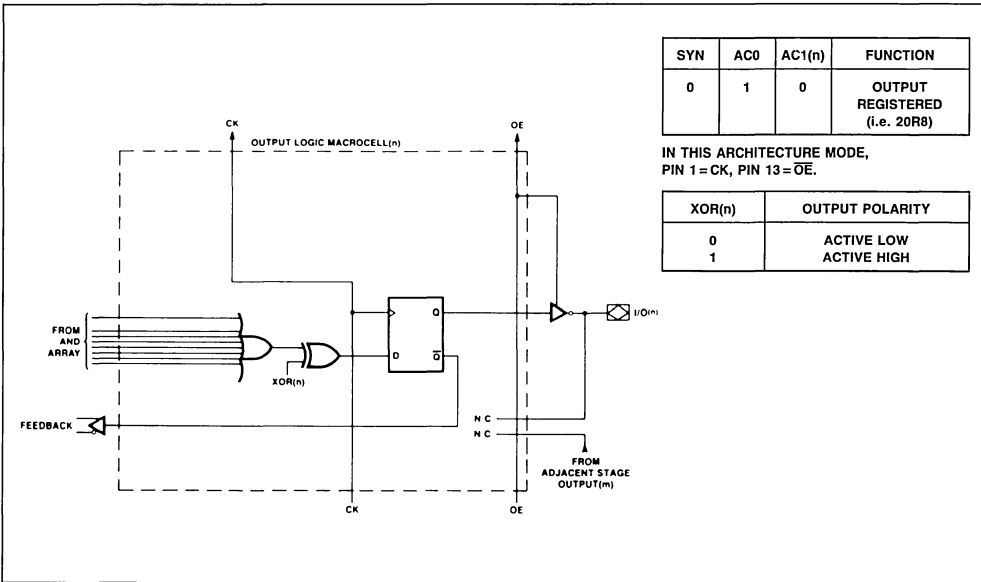 SYN AC0 AC1(n) FUNCTION
0 1 0 OUTPUT
REGISTERED
(i.e. 20R8)
IN THIS ARCHITECTURE MODE,
PIN 1 = CK, PIN 13 = O̅E̅.
XOR(n) OUTPUT POLARITY
0 ACTIVE LOW
1 ACTIVE HIGH
CK
OE
OUTPUT LOGIC MACROCELL(n)
FROM
AND
ARRAY
XOR(n)
D
Q
Q̅
I/O(n)
FEEDBACK
N C
N C
FROM
ADJACENT STAGE
OUTPUT(m)
CK
OE